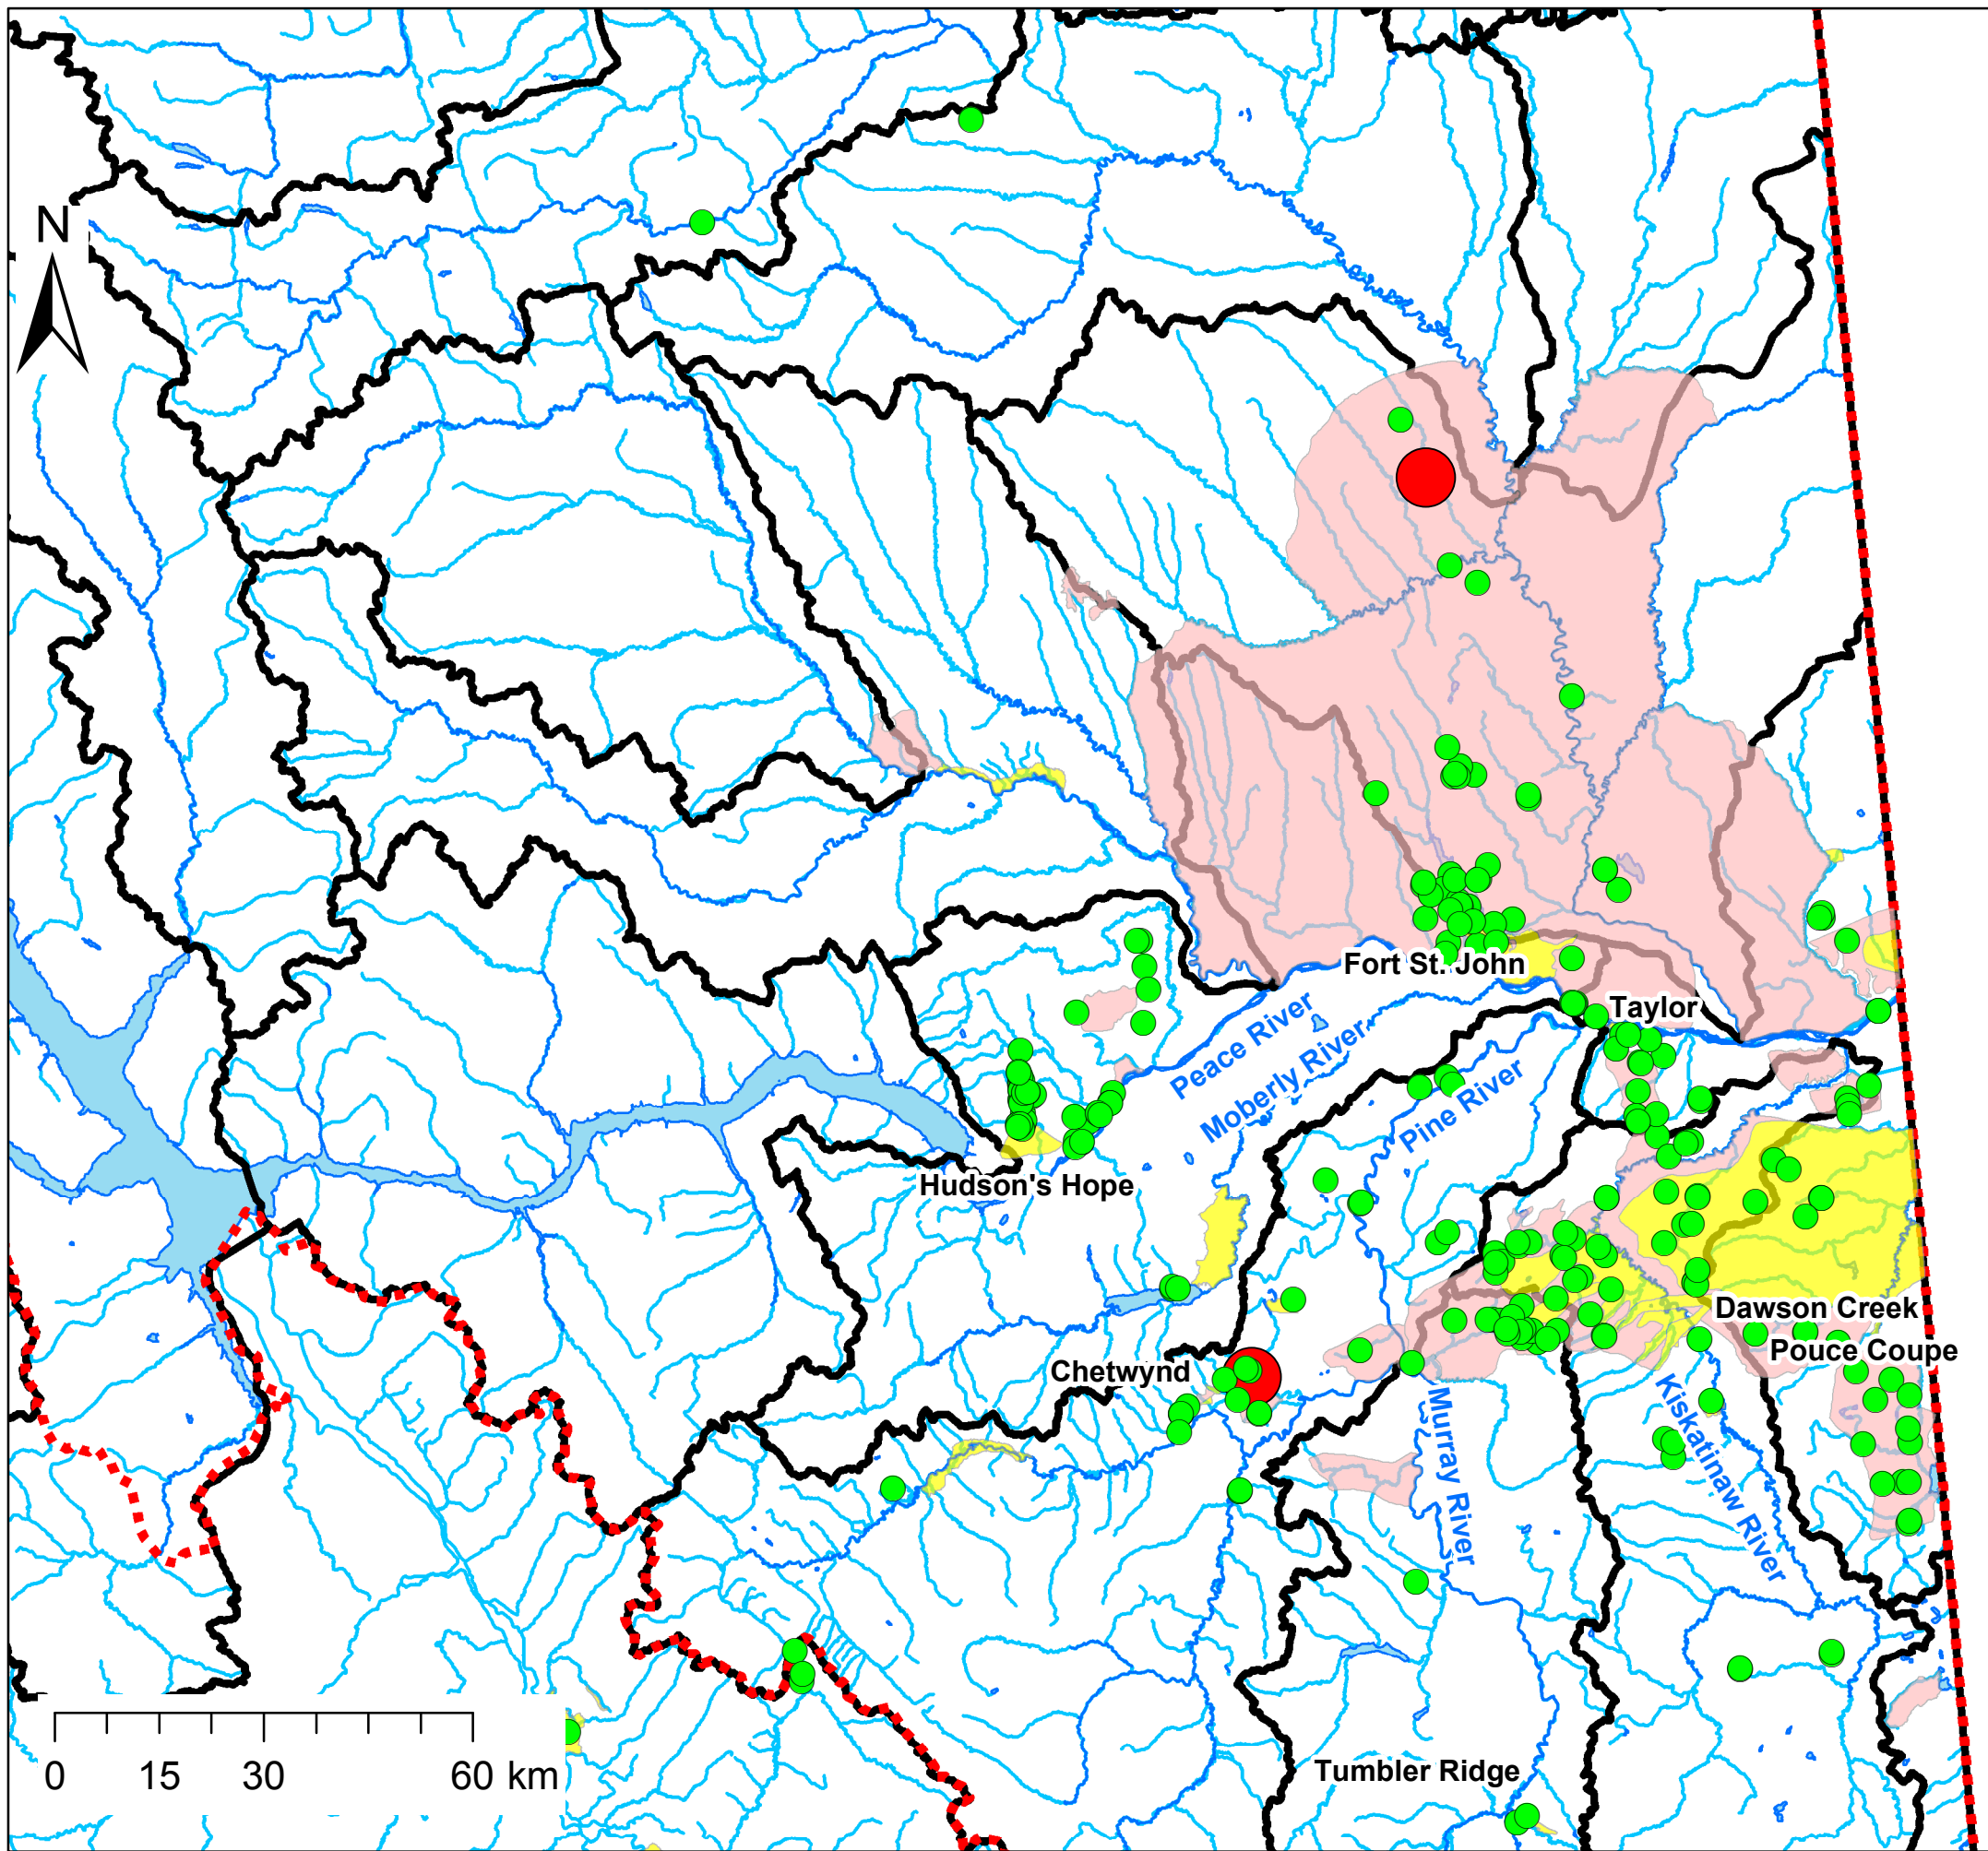 N
Fort St. John
Taylor
Peace River
Moberly River
Pine River
Hudson's Hope
Dawson Creek
Pouce Coupe
Chetwynd
Murray River
Kiskatinaw River
Tumbler Ridge
0 15 30 60 km